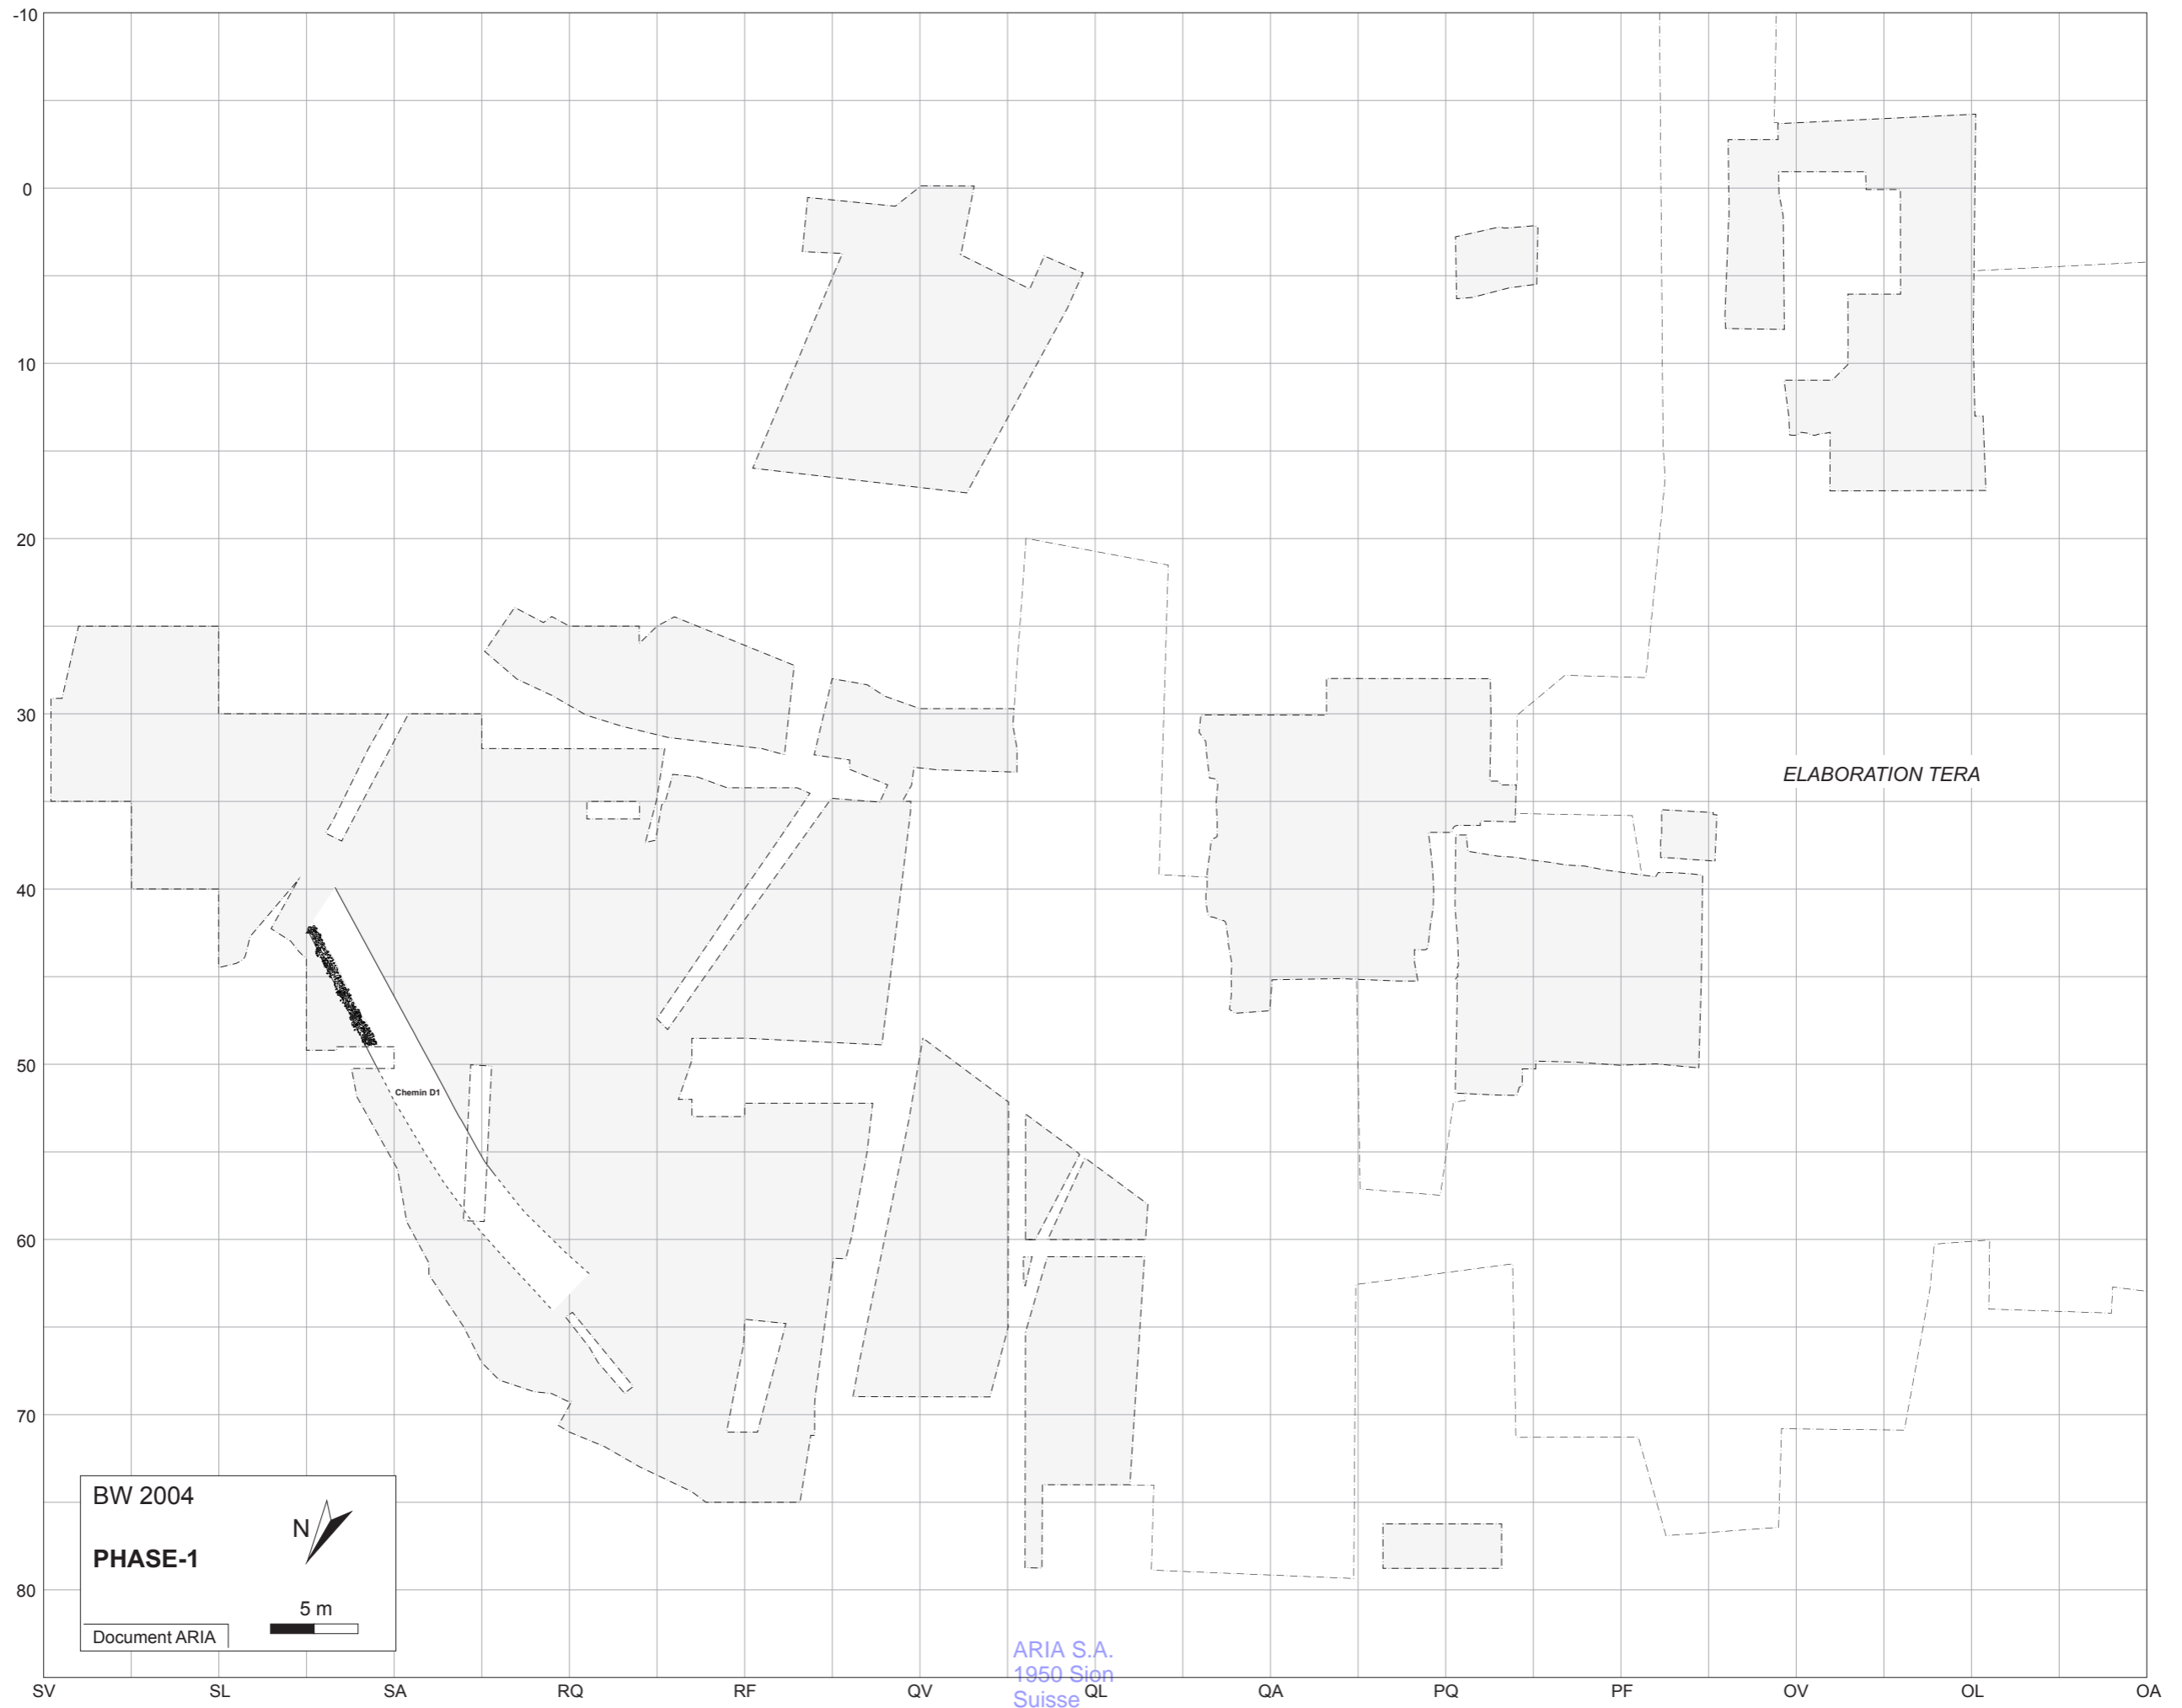 -10
0
10
20
30
ELABORATION TERA
40
50
Chemin D1
60
70
BW 2004
N
PHASE-1
80
5 m
Document ARIA
ARIA S.A.
1950 Sion
Suisse
SV SL SA RQ RF QV QL QA PQ PF OV OL OA